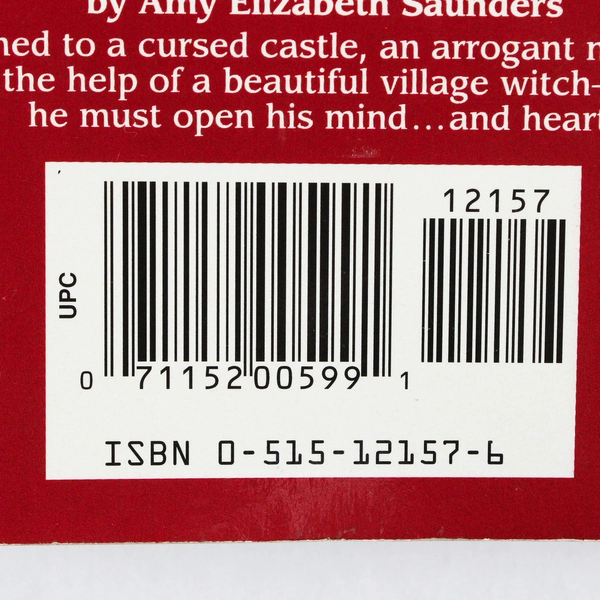 by Amy Elizabeth Saunders
to a cursed castle, an arrogant
the help of a beautiful village witch-
he must open his mind...and heart
12157
UPC
0 71152 00599 1
ISBN 0-515-12157-6